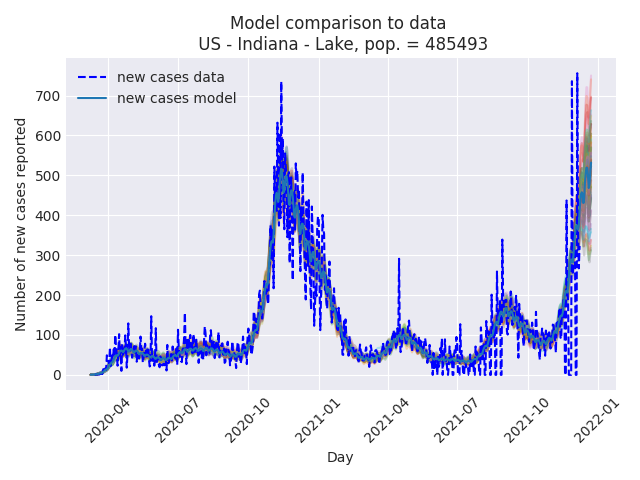 Model comparison to data
US - Indiana - Lake, pop. = 485493
new cases data
new cases model
Number of new cases reported
700
600
500
400
300
200
100
0
2020-04
2020-07
2020-10
2021-01
2021-04
2021-07
2021-10
2022-01
Day